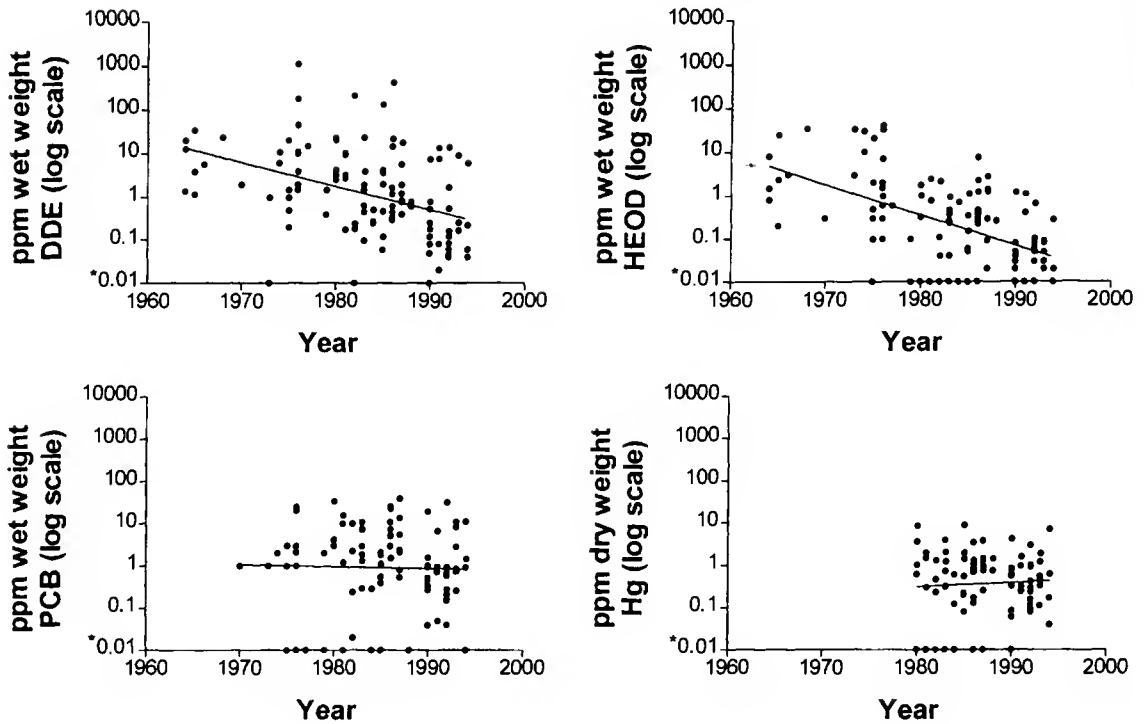 ppm wet weight
DDE (log scale)
10000
1000
100
10
1
0.1
*0.01
1960 1970 1980 1990 2000
Year
ppm wet weight
HEOD (log scale)
10000
1000
100
10
1
0.1
*0.01
1960 1970 1980 1990 2000
Year
ppm wet weight
PCB (log scale)
10000
1000
100
10
1
0.1
*0.01
1960 1970 1980 1990 2000
Year
ppm dry weight
Hg (log scale)
10000
1000
100
10
1
0.1
*0.01
1960 1970 1980 1990 2000
Year